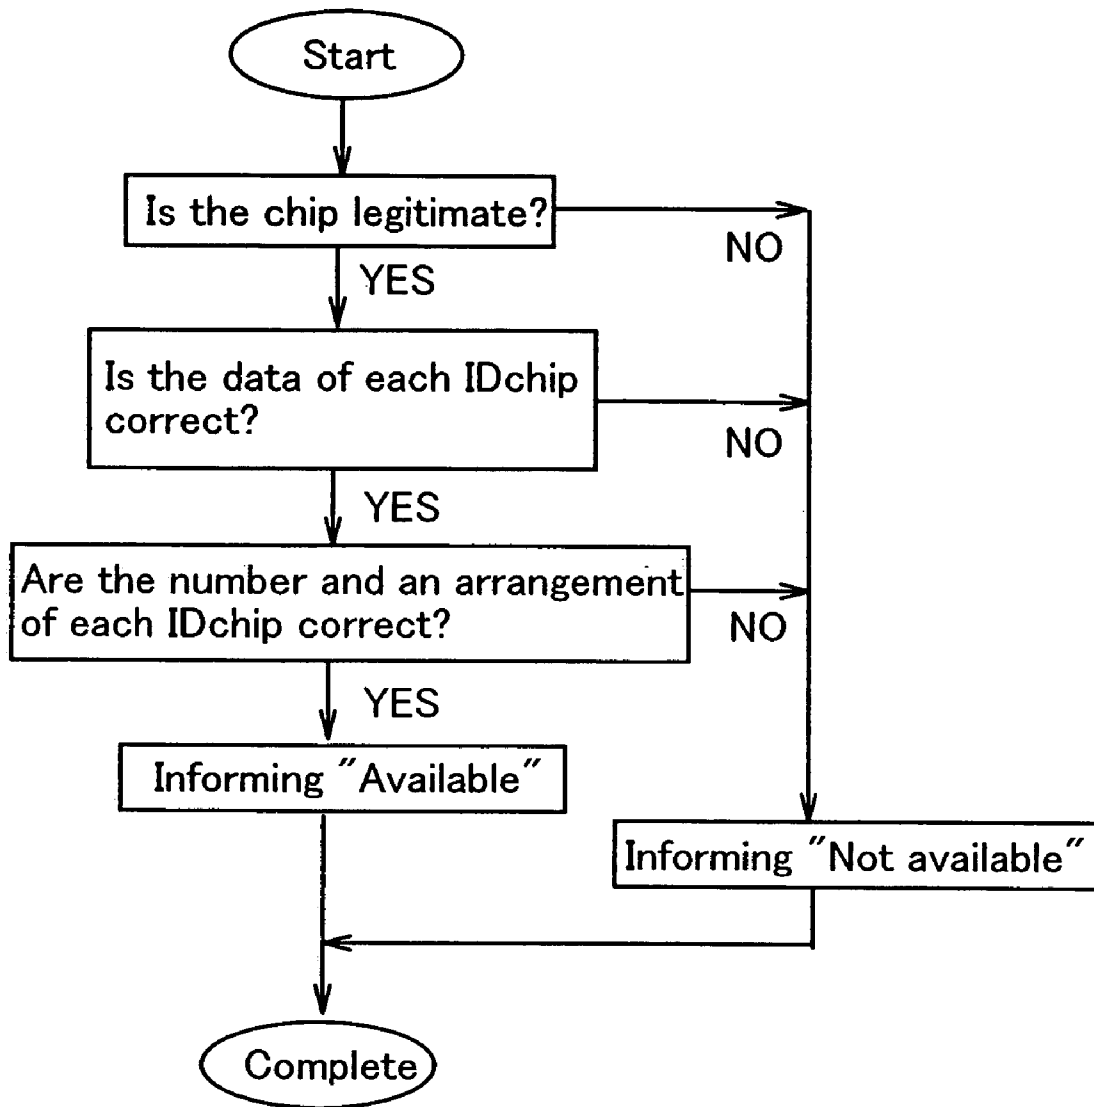 Start
Is the chip legitimate?
NO
YES
Is the data of each IDchip
correct?
NO
YES
Are the number and an arrangement
of each IDchip correct?
NO
YES
Informing "Available"
Informing "Not available"
Complete